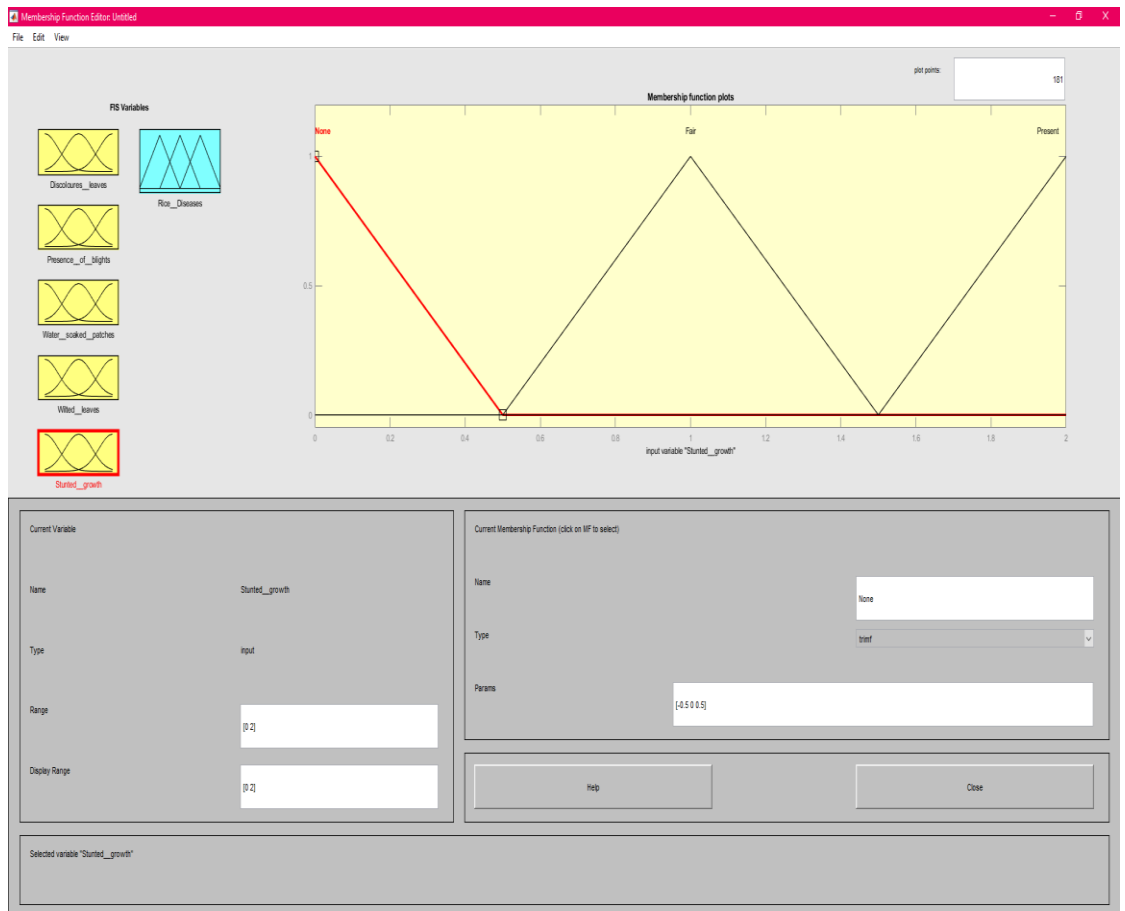 Membership Function Editor: Untitled
File Edit View
plot points:
181
FIS Variables
Membership function plots
Discoloures__leaves
Rice__Diseases
Presence__of__blights
Water__soaked__patches
Wilted__leaves
Stunted__growth
None
Fair
Present
1
0.5
0
0 0.2 0.4 0.6 0.8 1 1.2 1.4 1.6 1.8 2
input variable "Stunted__growth"
Current Variable
Name
Stunted__growth
Type
input
Range
[0 2]
Display Range
[0 2]
Current Membership Function (click on MF to select)
Name
None
Type
trimf
Params
[-0.5 0 0.5]
Help
Close
Selected variable "Stunted__growth"